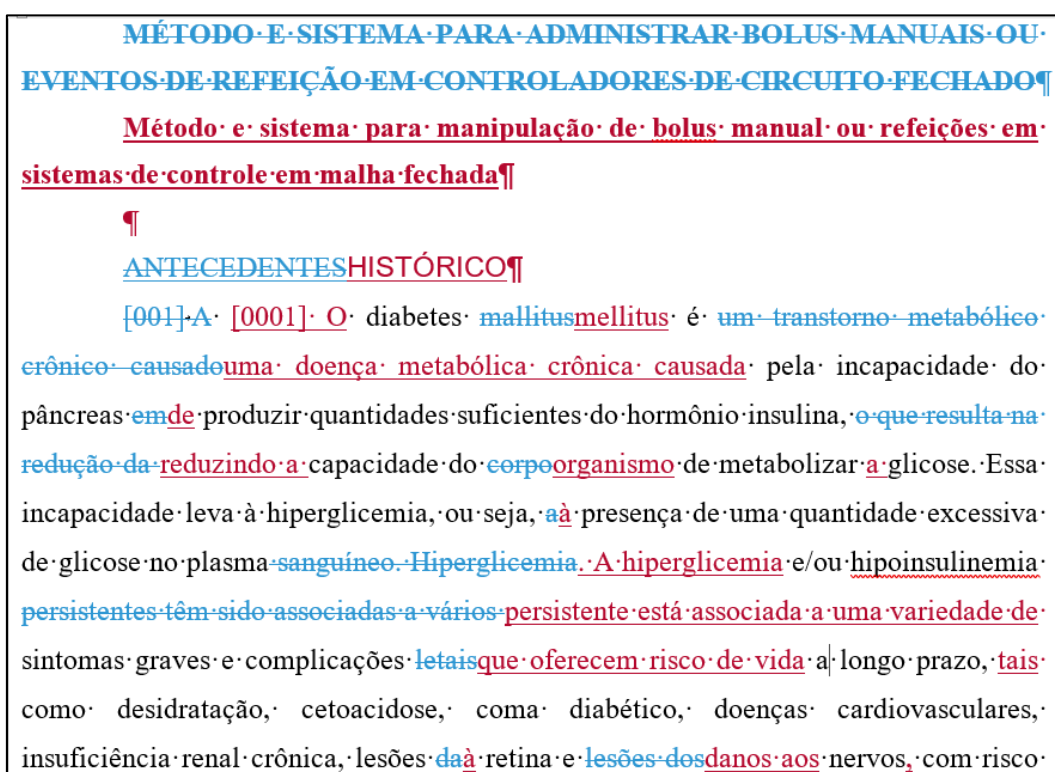 MÉTODO E SISTEMA PARA ADMINISTRAR BOLUS MANUAIS OU
EVENTOS DE REFEIÇÃO EM CONTROLADORES DE CIRCUITO FECHADO¶
Método e sistema para manipulação de bolus manual ou refeições em
sistemas de controle em malha fechada¶
¶
ANTECEDENTESHISTÓRICO¶
[001] A [0001] O diabetes mallitusmellitus é um transtorno metabólico
crônico causadouma doença metabólica crônica causada pela incapacidade do
pâncreas emde produzir quantidades suficientes do hormônio insulina, o que resulta na
redução da reduzindo a capacidade do corpoorganismo de metabolizar a glicose. Essa
incapacidade leva à hiperglicemia, ou seja, aà presença de uma quantidade excessiva
de glicose no plasma sanguíneo. Hiperglicemia. A hiperglicemia e/ou hipoinsulinemia
persistentes têm sido associadas a vários persistente está associada a uma variedade de
sintomas graves e complicações letaisque oferecem risco de vida a longo prazo, tais
como desidratação, cetoacidose, coma diabético, doenças cardiovasculares,
insuficiência renal crônica, lesões daà retina e lesões dosdanos aos nervos, com risco